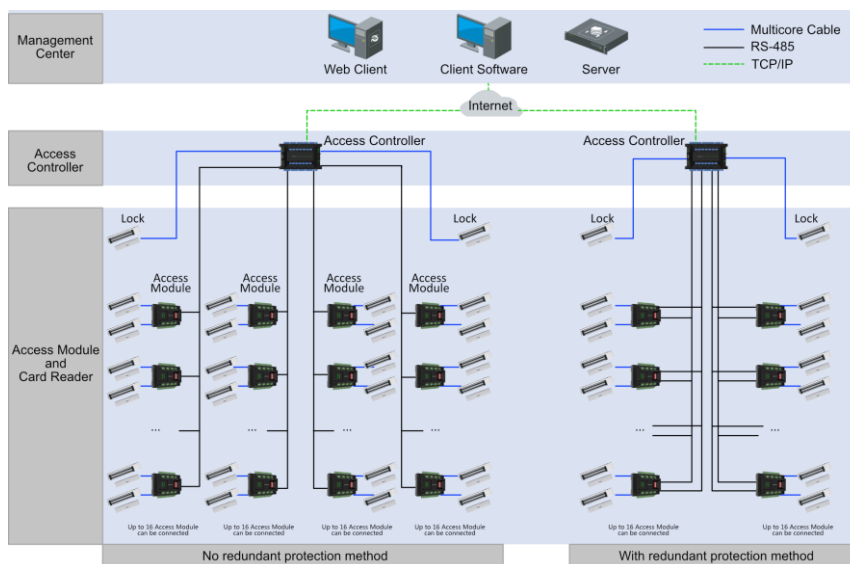 Management
Center
Web Client
Client Software
Server
Multicore Cable
RS-485
TCP/IP
Internet
Access
Controller
Access Controller
Access Controller
Access Module
and
Card Reader
Lock
Lock
Lock
Lock
Access
Module
Access
Module
Access
Module
Access
Module
...
...
...
...
...
...
Up to 16 Access Module
can be connected
Up to 16 Access Module
can be connected
Up to 16 Access Module
can be connected
Up to 16 Access Module
can be connected
Up to 16 Access Module
can be connected
Up to 16 Access Module
can be connected
No redundant protection method
With redundant protection method